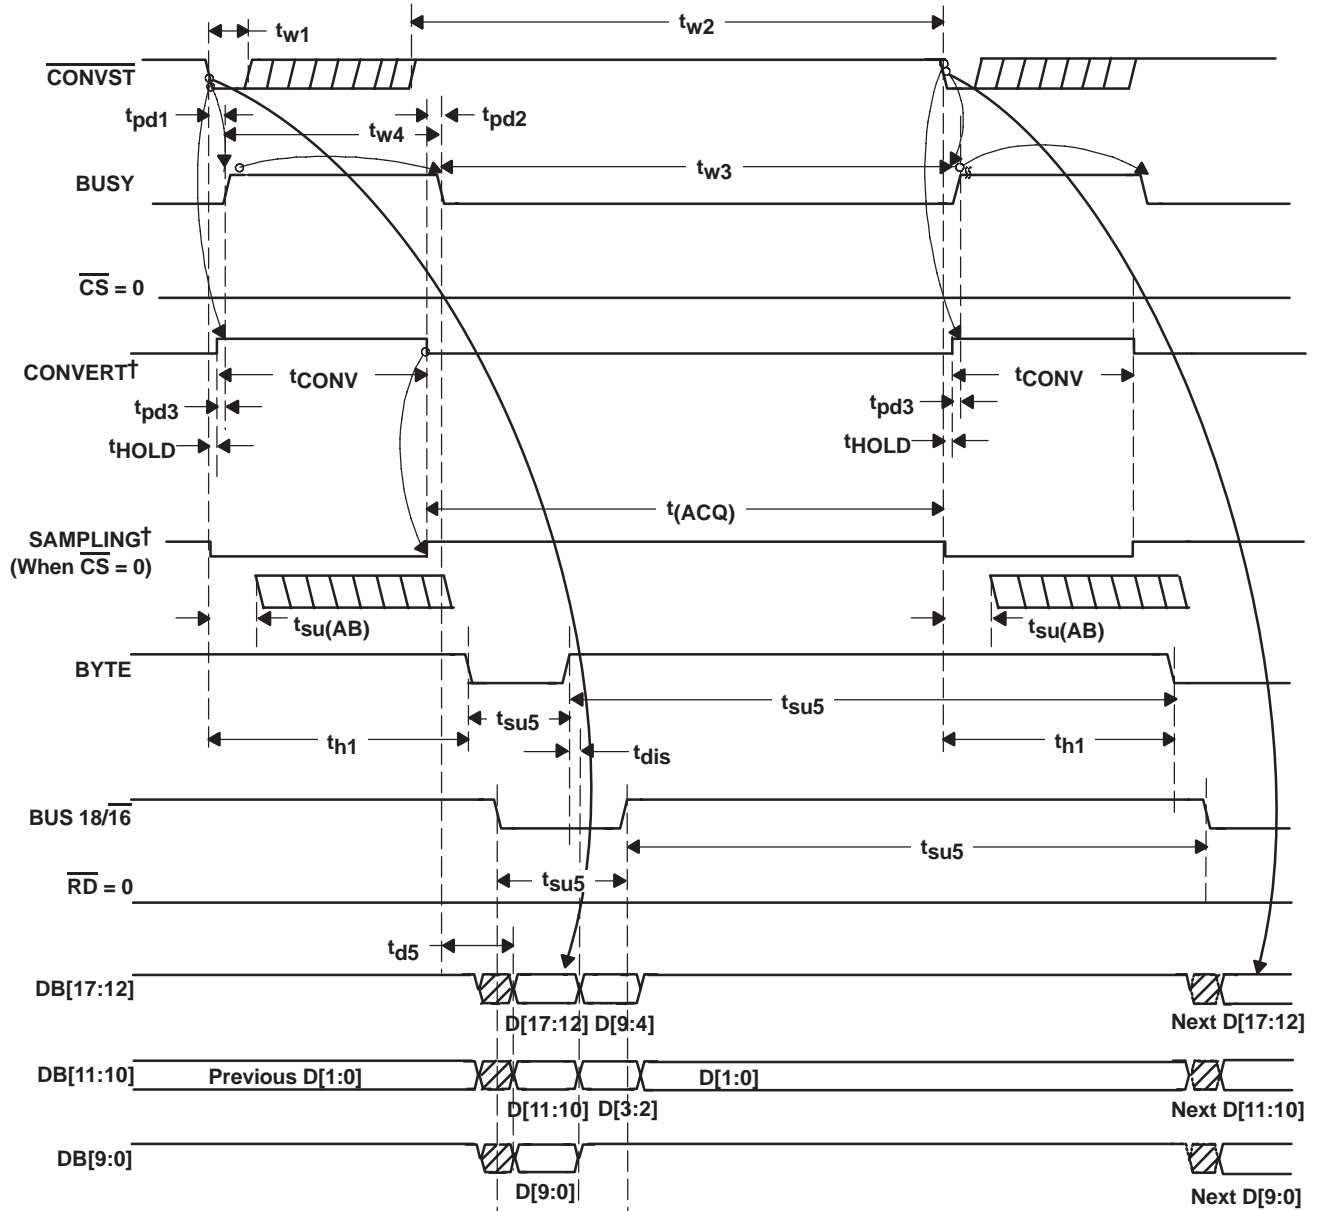 tw1
tw2
CONVST
tpd1
tw4
tpd2
tw3
BUSY
CS = 0
CONVERT†
tCONV
tCONV
tpd3
tpd3
tHOLD
tHOLD
t(ACQ)
SAMPLING†
(When CS = 0)
tsu(AB)
tsu(AB)
BYTE
tsu5
tsu5
th1
tdis
th1
BUS 18/16
tsu5
tsu5
RD = 0
td5
DB[17:12]
D[17:12] D[9:4]
Next D[17:12]
DB[11:10]
Previous D[1:0]
D[1:0]
D[11:10] D[3:2]
Next D[11:10]
DB[9:0]
D[9:0]
Next D[9:0]